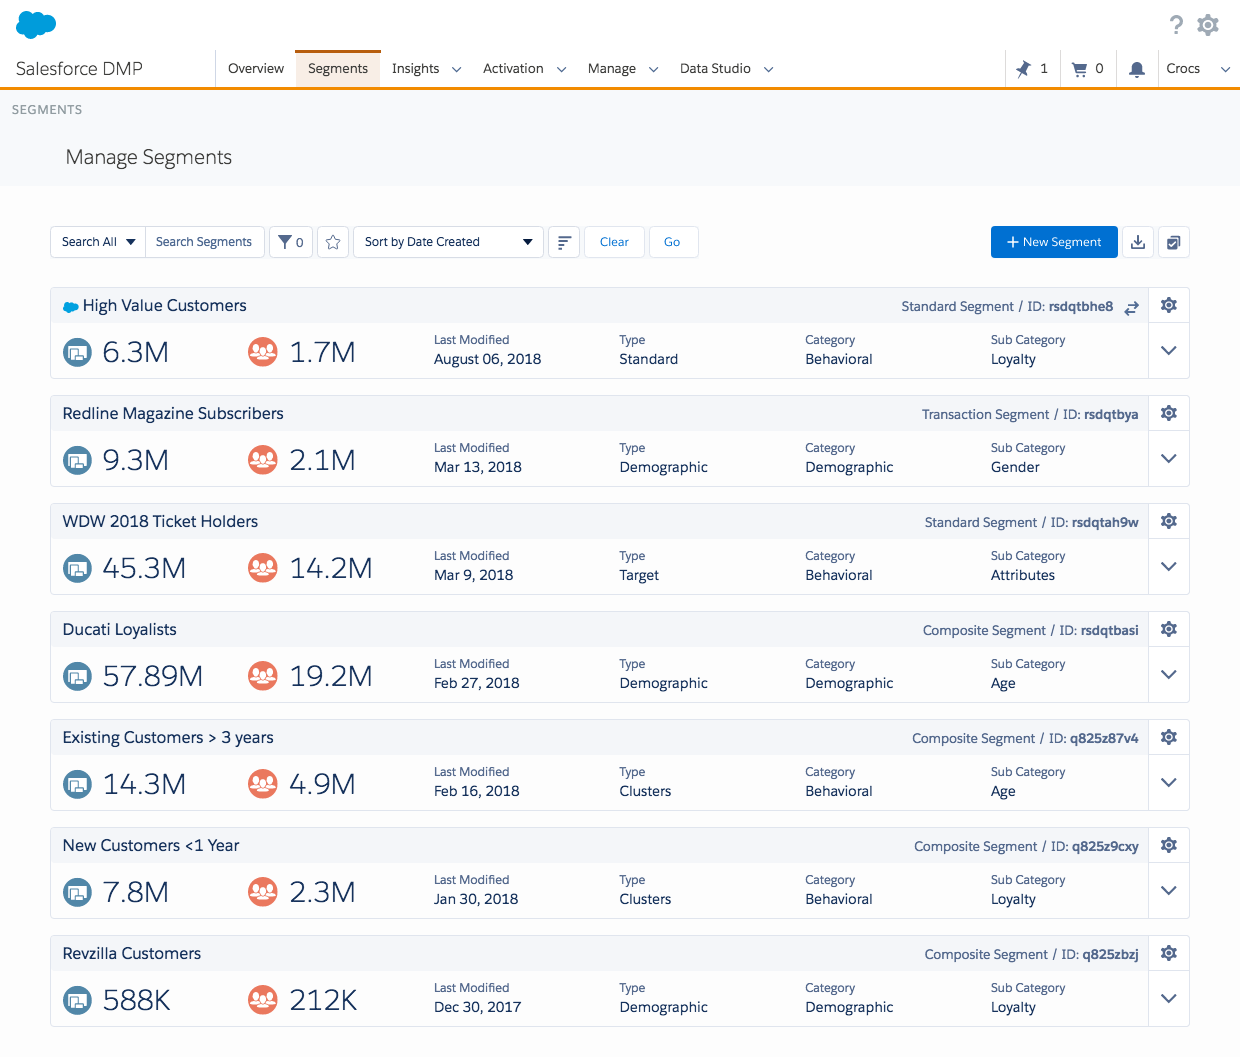 ?
Salesforce DMP
Overview Segments Insights Activation Manage Data Studio 1 0 Crocs
SEGMENTS
Manage Segments
Search All Search Segments 0 Sort by Date Created Clear Go + New Segment
High Value Customers Standard Segment / ID: rsdqtbhe8
Last Modified Type Category Sub Category
6.3M 1.7M August 06, 2018 Standard Behavioral Loyalty
Redline Magazine Subscribers Transaction Segment / ID: rsdqtbya
Last Modified Type Category Sub Category
9.3M 2.1M Mar 13, 2018 Demographic Demographic Gender
WDW 2018 Ticket Holders Standard Segment / ID: rsdqtah9w
Last Modified Type Category Sub Category
45.3M 14.2M Mar 9, 2018 Target Behavioral Attributes
Ducati Loyalists Composite Segment / ID: rsdqtbasi
Last Modified Type Category Sub Category
57.89M 19.2M Feb 27, 2018 Demographic Demographic Age
Existing Customers > 3 years Composite Segment / ID: q825z87v4
Last Modified Type Category Sub Category
14.3M 4.9M Feb 16, 2018 Clusters Behavioral Age
New Customers <1 Year Composite Segment / ID: q825z9cxy
Last Modified Type Category Sub Category
7.8M 2.3M Jan 30, 2018 Clusters Behavioral Loyalty
Revzilla Customers Composite Segment / ID: q825zbzj
Last Modified Type Category Sub Category
588K 212K Dec 30, 2017 Demographic Demographic Loyalty